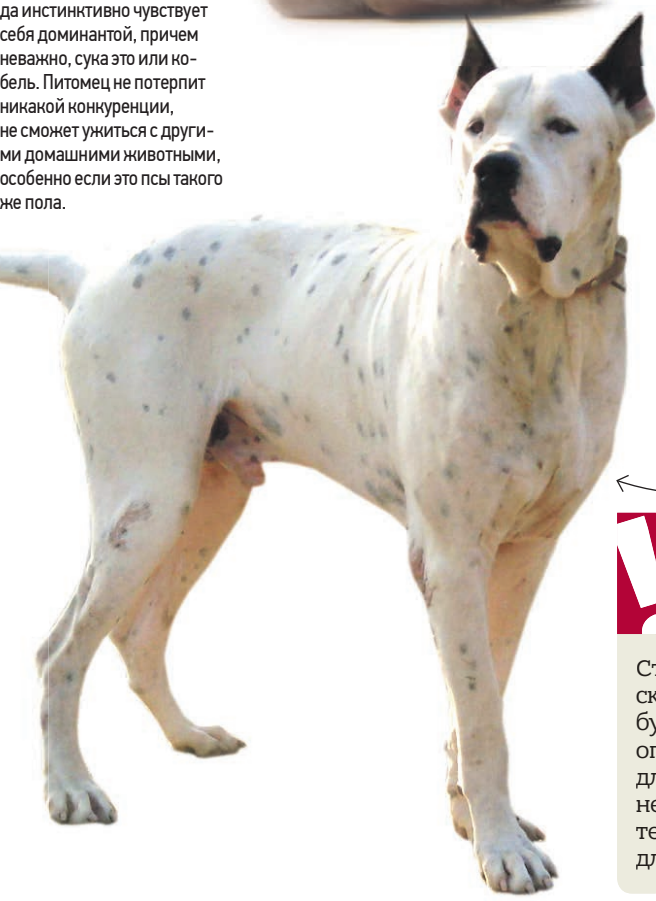 да инстинктивно чувствует
себя доминантой, причем
неважно, сука это или ко-
бель. Питомец не потерпит
никакой конкуренции,
не сможет ужиться с други-
ми домашними животными,
особенно если это псы такого
же пола.